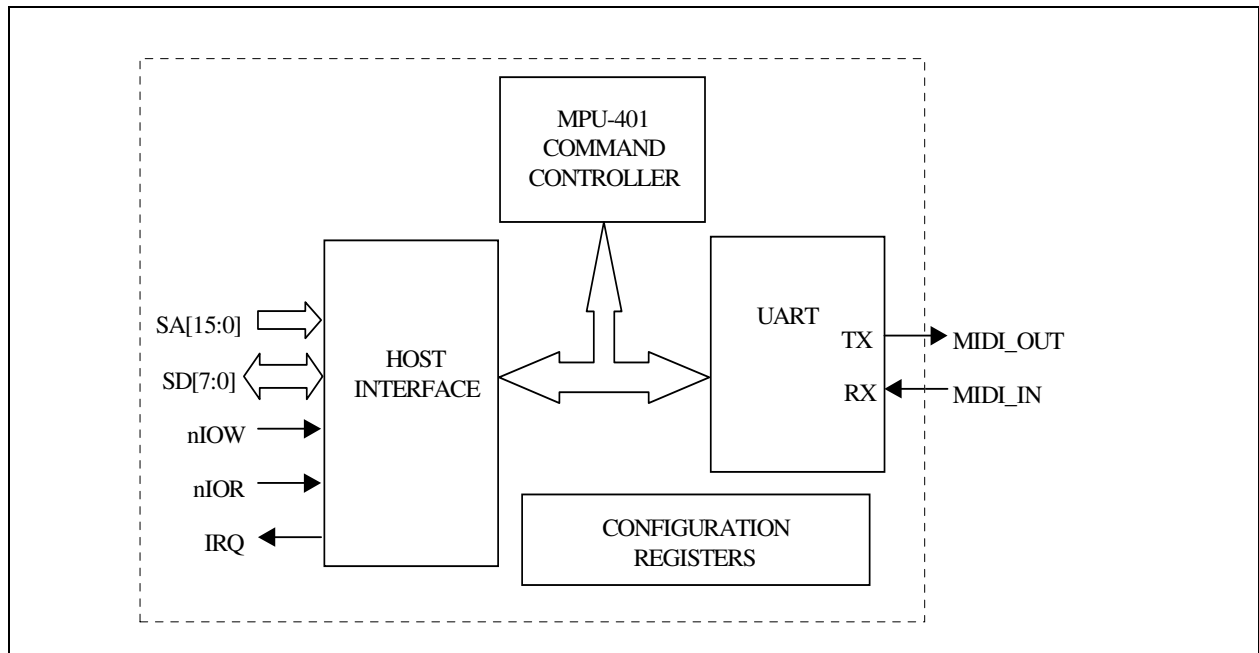 MPU-401
COMMAND
CONTROLLER
SA[15:0]
SD[7:0]
nIOW
nIOR
IRQ
HOST
INTERFACE
UART
TX
RX
MIDI_OUT
MIDI_IN
CONFIGURATION
REGISTERS